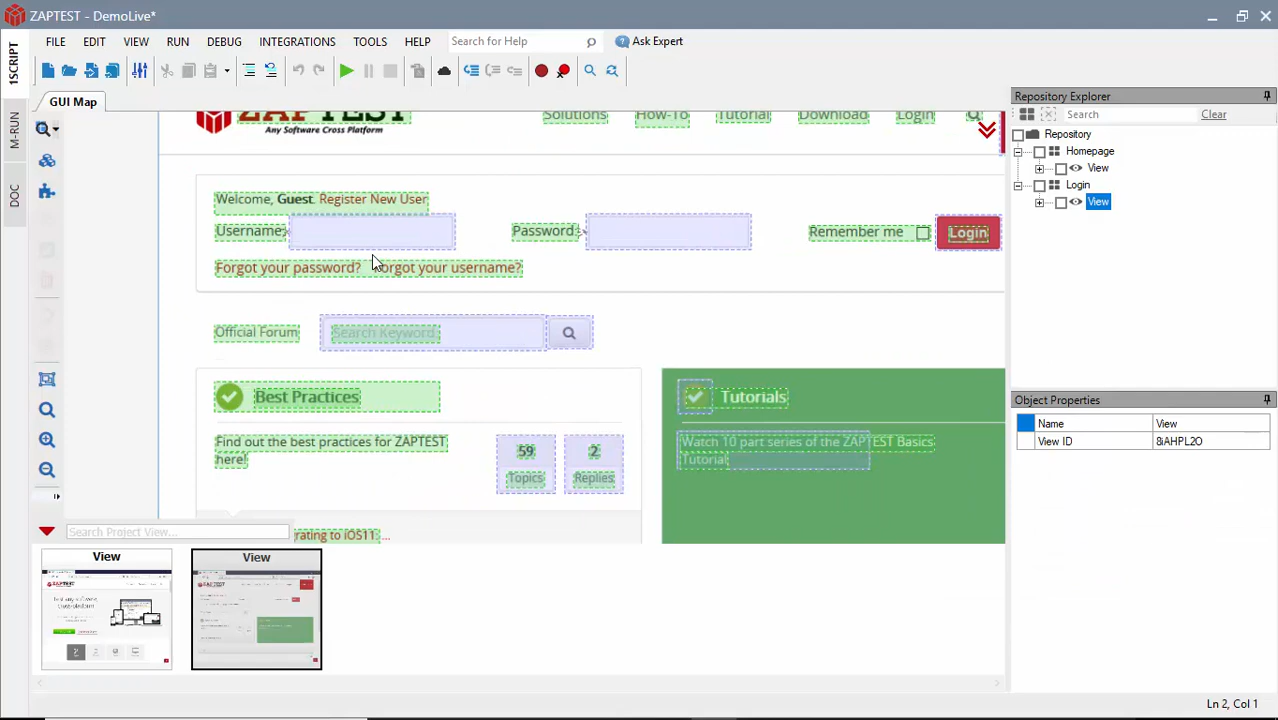 ZAPTEST - DemoLive*
1SCRIPT
M-RUN
DOC
FILE EDIT VIEW RUN DEBUG INTEGRATIONS TOOLS HELP Search for Help Ask Expert
GUI Map
ZAPTEST
Any Software Cross Platform
Solutions How-To Tutorial Download Login
Welcome, Guest. Register New User
Username: Password: Remember me Login
Forgot your password? Forgot your username?
Official Forum Search Keyword
Best Practices
Find out the best practices for ZAPTEST
here!
59 Topics
2 Replies
rating to iOS11: ...
Tutorials
Watch 10 part series of the ZAPTEST Basics
Tutorial
Search Project View...
View
View
Repository Explorer
Search Clear
Repository
Homepage
View
Login
View
Object Properties
Name View
View ID 8iAHPL2O
Ln 2, Col 1